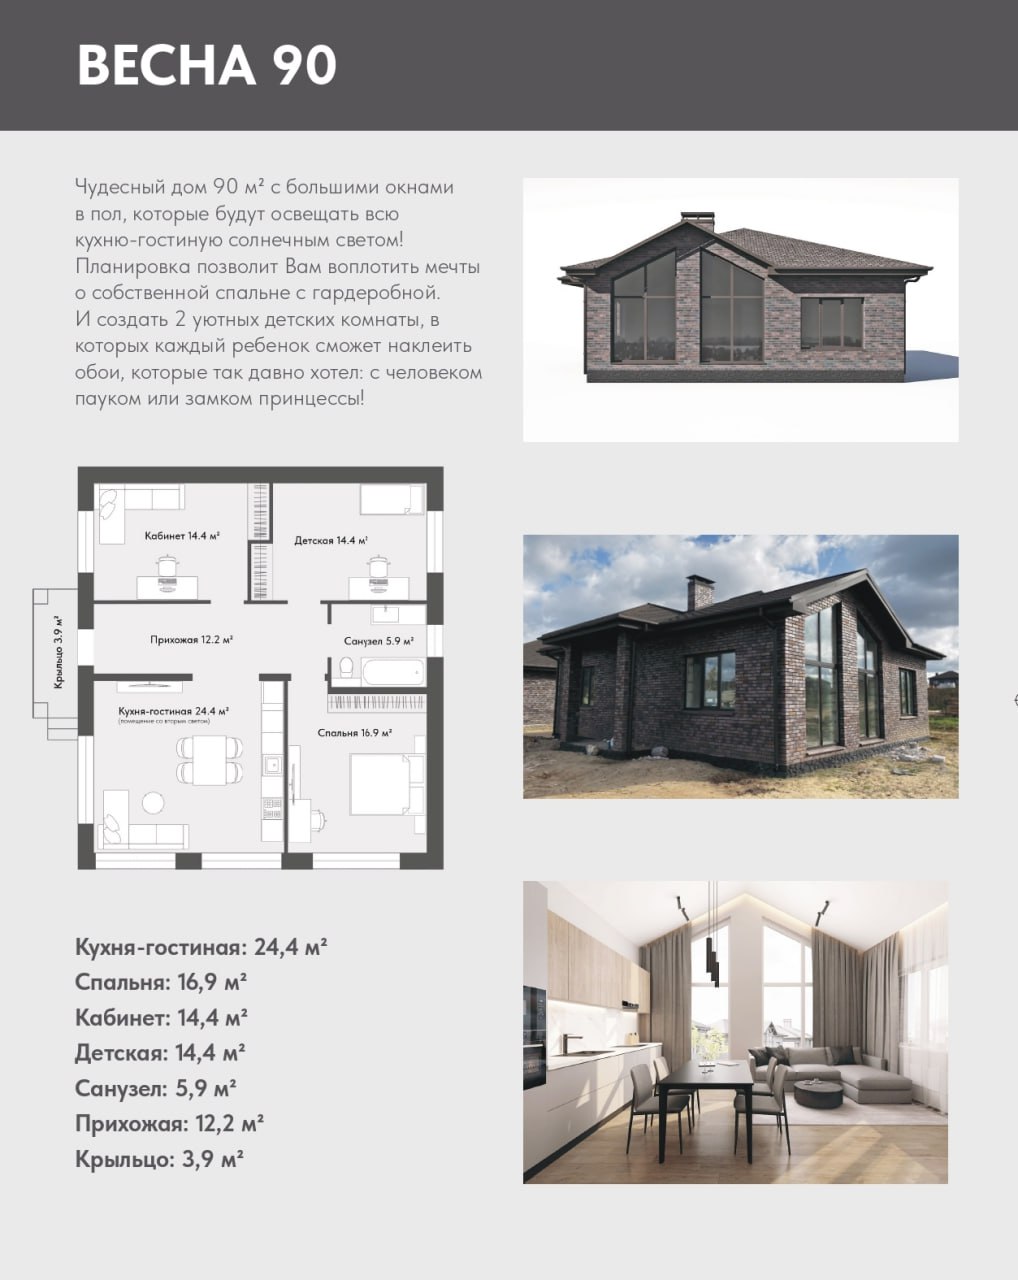 ВЕСНА 90
Чудесный дом 90 м² с большими окнами
в пол, которые будут освещать всю
кухню-гостиную солнечным светом!
Планировка позволит Вам воплотить мечты
о собственной спальне с гардеробной.
И создать 2 уютных детских комнаты, в
которых каждый ребенок сможет наклеить
обои, которые так давно хотел: с человеком
пауком или замком принцессы!
Кабинет 14.4 м²
Детская 14.4 м²
Крыльцо 3.9 м²
Прихожая 12.2 м²
Санузел 5.9 м²
Кухня-гостиная 24.4 м²
(помещение со вторым светом)
Спальня 16.9 м²
Кухня-гостиная: 24,4 м²
Спальня: 16,9 м²
Кабинет: 14,4 м²
Детская: 14,4 м²
Санузел: 5,9 м²
Прихожая: 12,2 м²
Крыльцо: 3,9 м²